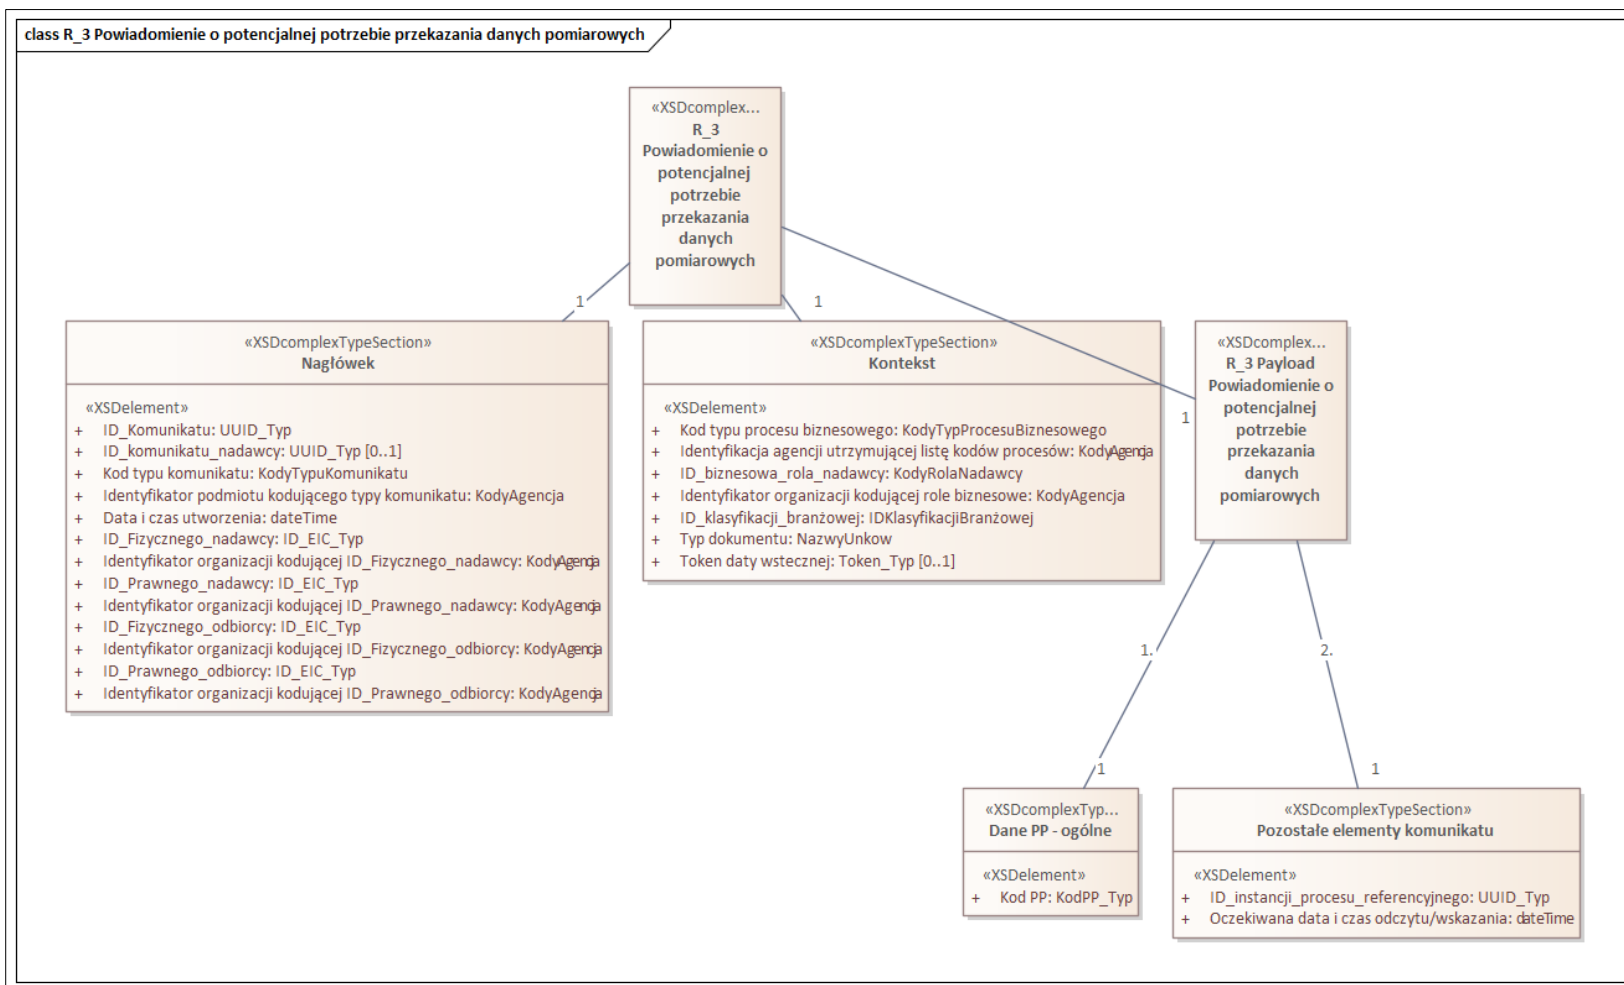 class R_3 Powiadomienie o potencjalnej potrzebie przekazania danych pomiarowych
«XSDcomplex...
R_3
Powiadomienie o
potencjalnej
potrzebie
przekazania
danych
pomiarowych
1
1
1
«XSDcomplexTypeSection»
Nagłówek
«XSDelement»
+ ID_Komunikatu: UUID_Typ
+ ID_komunikatu_nadawcy: UUID_Typ [0..1]
+ Kod typu komunikatu: KodyTypuKomunikatu
+ Identyfikator podmiotu kodującego typy komunikatu: KodyAgencja
+ Data i czas utworzenia: dateTime
+ ID_Fizycznego_nadawcy: ID_EIC_Typ
+ Identyfikator organizacji kodującej ID_Fizycznego_nadawcy: KodyAgencja
+ ID_Prawnego_nadawcy: ID_EIC_Typ
+ Identyfikator organizacji kodującej ID_Prawnego_nadawcy: KodyAgencja
+ ID_Fizycznego_odbiorcy: ID_EIC_Typ
+ Identyfikator organizacji kodującej ID_Fizycznego_odbiorcy: KodyAgencja
+ ID_Prawnego_odbiorcy: ID_EIC_Typ
+ Identyfikator organizacji kodującej ID_Prawnego_odbiorcy: KodyAgencja
«XSDcomplexTypeSection»
Kontekst
«XSDelement»
+ Kod typu procesu biznesowego: KodyTypProcesuBiznesowego
+ Identyfikacja agencji utrzymującej listę kodów procesów: KodyAgencja
+ ID_biznesowa_rola_nadawcy: KodyRolaNadawcy
+ Identyfikator organizacji kodującej role biznesowe: KodyAgencja
+ ID_klasyfikacji_branżowej: IDKlasyfikacjiBranżowej
+ Typ dokumentu: NazwyUnkow
+ Token daty wstecznej: Token_Typ [0..1]
«XSDcomplex...
R_3 Payload
Powiadomienie o
potencjalnej
potrzebie
przekazania
danych
pomiarowych
1.
2.
1
1
«XSDcomplexTyp...
Dane PP - ogólne
«XSDelement»
+ Kod PP: KodPP_Typ
«XSDcomplexTypeSection»
Pozostałe elementy komunikatu
«XSDelement»
+ ID_instancji_procesu_referencyjnego: UUID_Typ
+ Oczekiwana data i czas odczytu/wskazania: dateTime